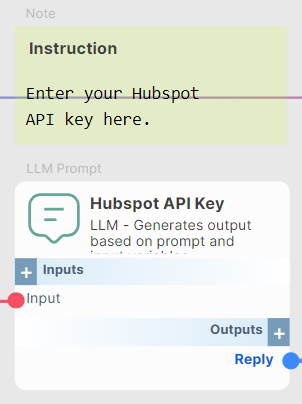 Note
Instruction
Enter your Hubspot
API key here.
LLM Prompt
Hubspot API Key
LLM - Generates output
based on prompt and
Inputs
Input
Outputs
Reply